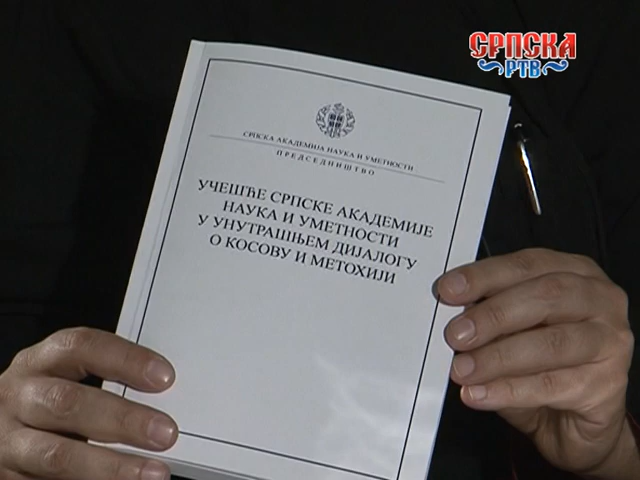 СРПСКА
РТВ
СРПСКА АКАДЕМИЈА НАУКА И УМЕТНОСТИ
ПРЕДСЕДНИШТВО
УЧЕШЋЕ СРПСКЕ АКАДЕМИЈЕ
НАУКА И УМЕТНОСТИ
У УНУТРАШЊЕМ ДИЈАЛОГУ
О КОСОВУ И МЕТОХИЈИ